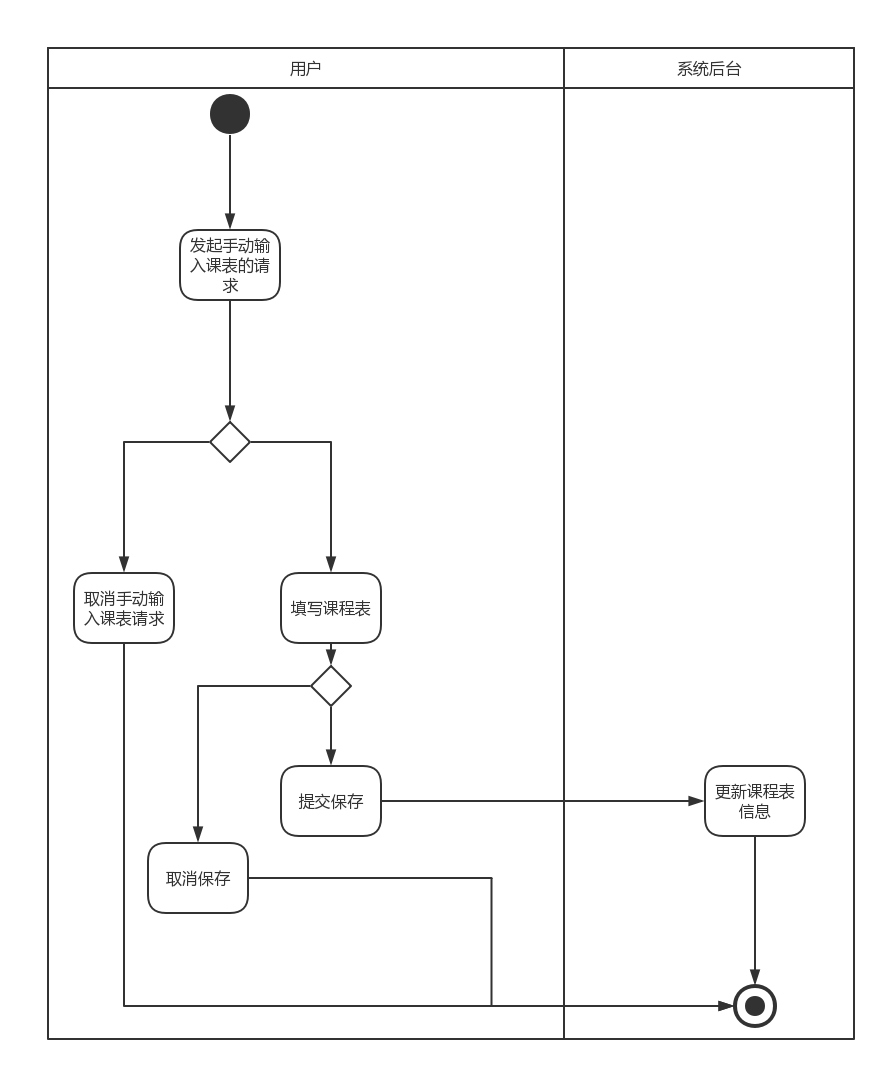 用户
系统后台
发起手动输
入课表的请
求
取消手动输
入课表请求
填写课程表
提交保存
更新课程表
信息
取消保存